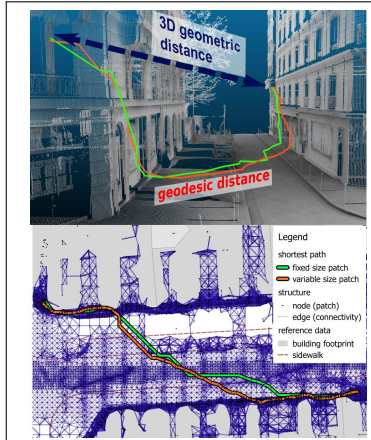 3D geometric
distance
geodesic distance
Legend
shortest path
fixed size patch
variable size patch
structure
node (patch)
edge (connectivity)
reference data
building footprint
sidewalk